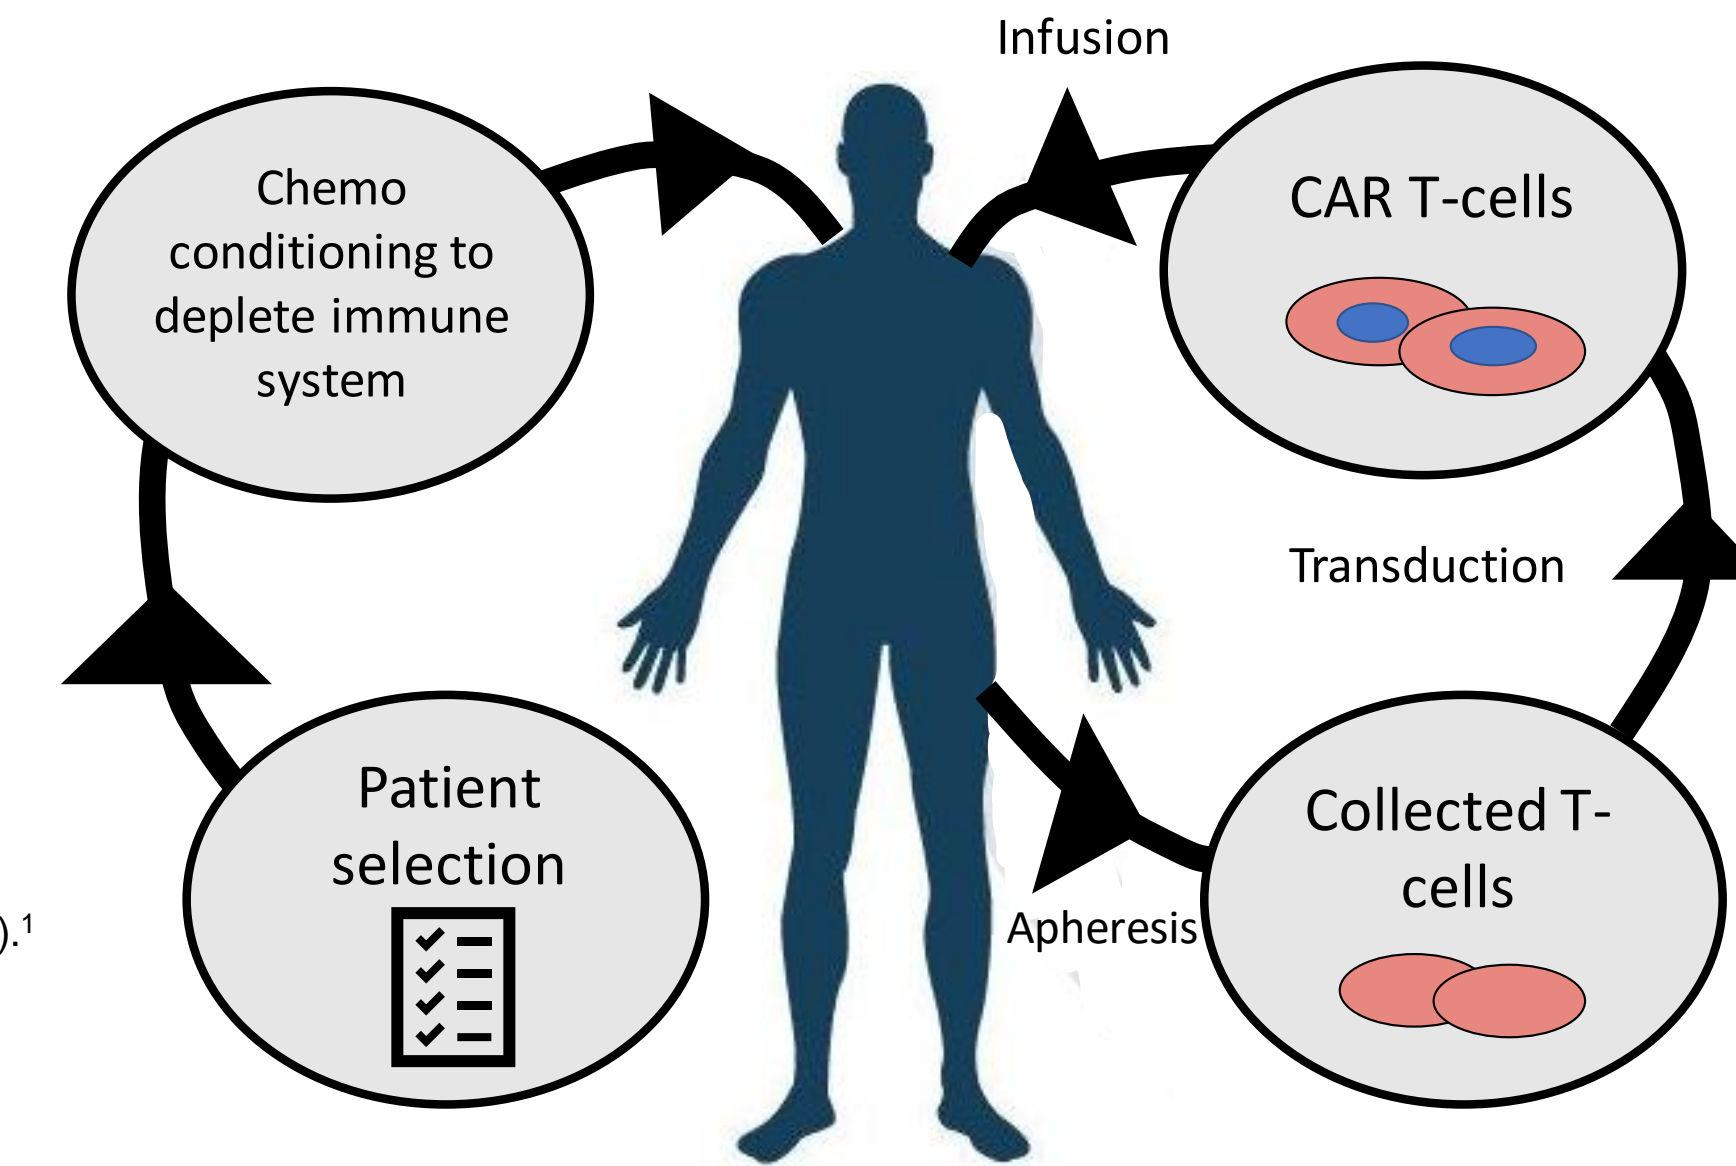 Infusion
Chemo
conditioning to
deplete immune
system
CAR T-cells
Transduction
Patient
selection
Collected T-
cells
Apheresis
).¹